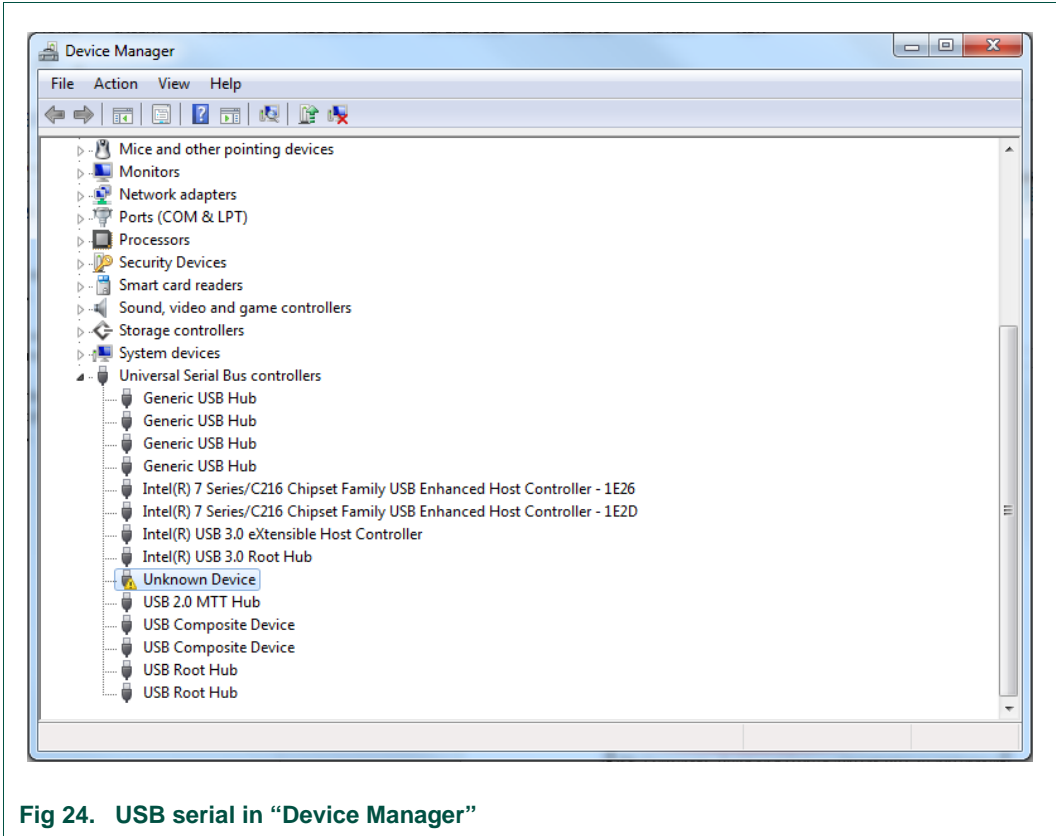 Device Manager
File Action View Help
Mice and other pointing devices
Monitors
Network adapters
Ports (COM & LPT)
Processors
Security Devices
Smart card readers
Sound, video and game controllers
Storage controllers
System devices
Universal Serial Bus controllers
Generic USB Hub
Generic USB Hub
Generic USB Hub
Generic USB Hub
Intel(R) 7 Series/C216 Chipset Family USB Enhanced Host Controller - 1E26
Intel(R) 7 Series/C216 Chipset Family USB Enhanced Host Controller - 1E2D
Intel(R) USB 3.0 eXtensible Host Controller
Intel(R) USB 3.0 Root Hub
Unknown Device
USB 2.0 MTT Hub
USB Composite Device
USB Composite Device
USB Root Hub
USB Root Hub
Fig 24. USB serial in “Device Manager”